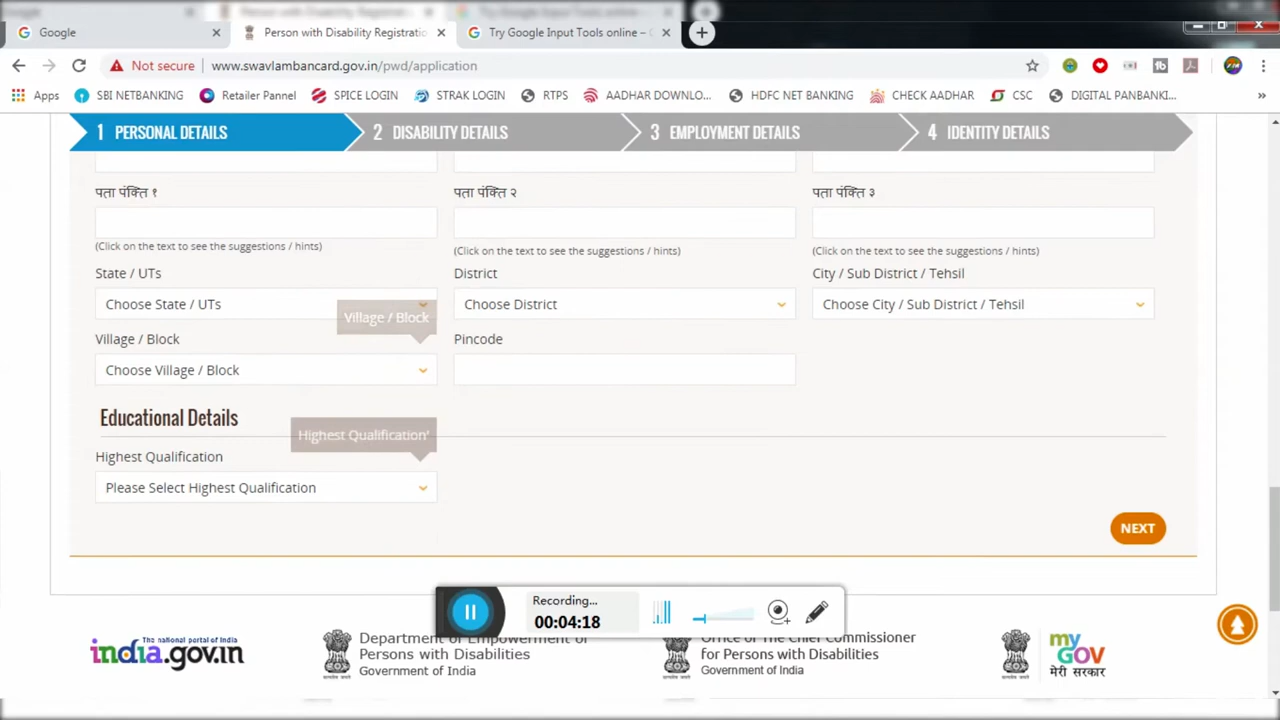 Google
Person with Disability Registratio
Google Input Tools online – G
Not secure
www.swavlambancard.gov.in/pwd/application
Apps
SBI NETBANKING
Retailer Pannel
SPICE LOGIN
STRAK LOGIN
RTPS
AADHAR DOWNLO...
HDFC NET BANKING
CHECK AADHAR
CSC
DIGITAL PANBANKI...
»
1 PERSONAL DETAILS
2 DISABILITY DETAILS
3 EMPLOYMENT DETAILS
4 IDENTITY DETAILS
पता पंक्ति १
पता पंक्ति २
पता पंक्ति ३
(Click on the text to see the suggestions / hints)
(Click on the text to see the suggestions / hints)
(Click on the text to see the suggestions / hints)
State / UTs
District
City / Sub District / Tehsil
Choose State / UTs
Choose District
Choose City / Sub District / Tehsil
Village / Block
Village / Block
Pincode
Choose Village / Block
Educational Details
Highest Qualification'
Highest Qualification
Please Select Highest Qualification
NEXT
Recording...
00:04:18
The national portal of India
india.gov.in
Department of Empowerment of
Persons with Disabilities
Government of India
Office of The Chief Commissioner
for Persons with Disabilities
Government of India
my
GOV
मेरी सरकार